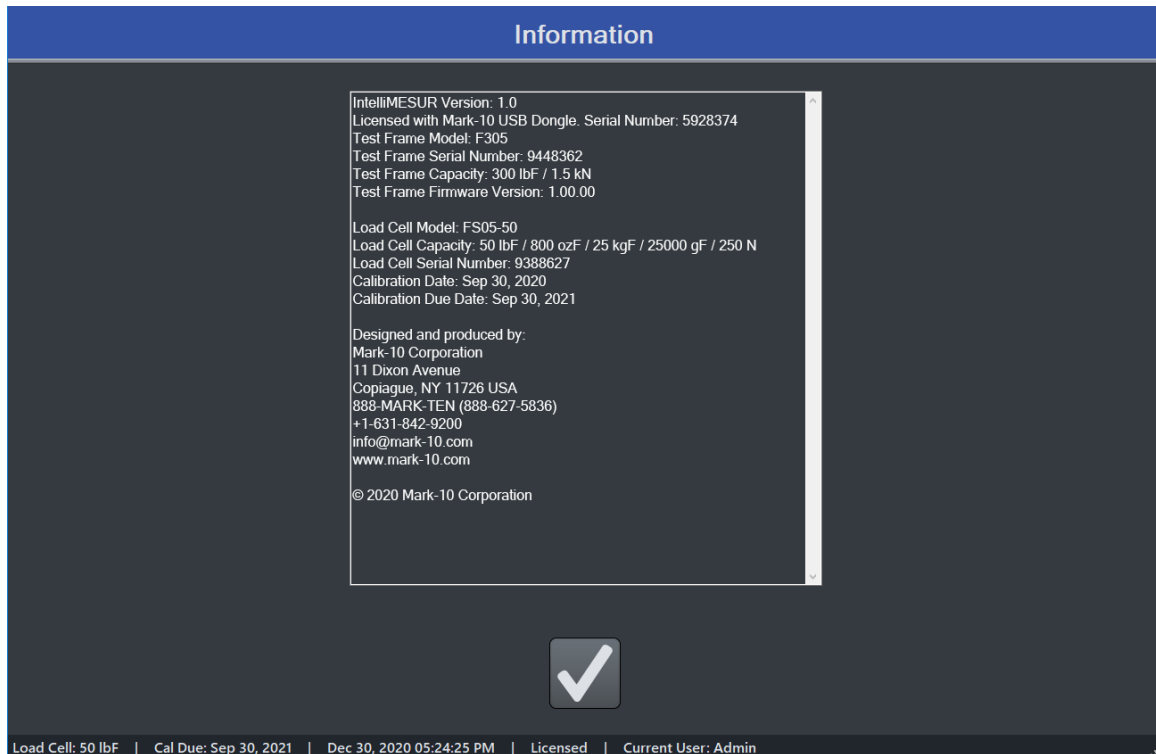 Information
IntelliMESUR Version: 1.0
Licensed with Mark-10 USB Dongle. Serial Number: 5928374
Test Frame Model: F305
Test Frame Serial Number: 9448362
Test Frame Capacity: 300 lbF / 1.5 kN
Test Frame Firmware Version: 1.00.00
Load Cell Model: FS05-50
Load Cell Capacity: 50 lbF / 800 ozF / 25 kgF / 25000 gF / 250 N
Load Cell Serial Number: 9388627
Calibration Date: Sep 30, 2020
Calibration Due Date: Sep 30, 2021
Designed and produced by:
Mark-10 Corporation
11 Dixon Avenue
Copiague, NY 11726 USA
888-MARK-TEN (888-627-5836)
+1-631-842-9200
info@mark-10.com
www.mark-10.com
© 2020 Mark-10 Corporation
Load Cell: 50 lbF | Cal Due: Sep 30, 2021 | Dec 30, 2020 05:24:25 PM | Licensed | Current User: Admin